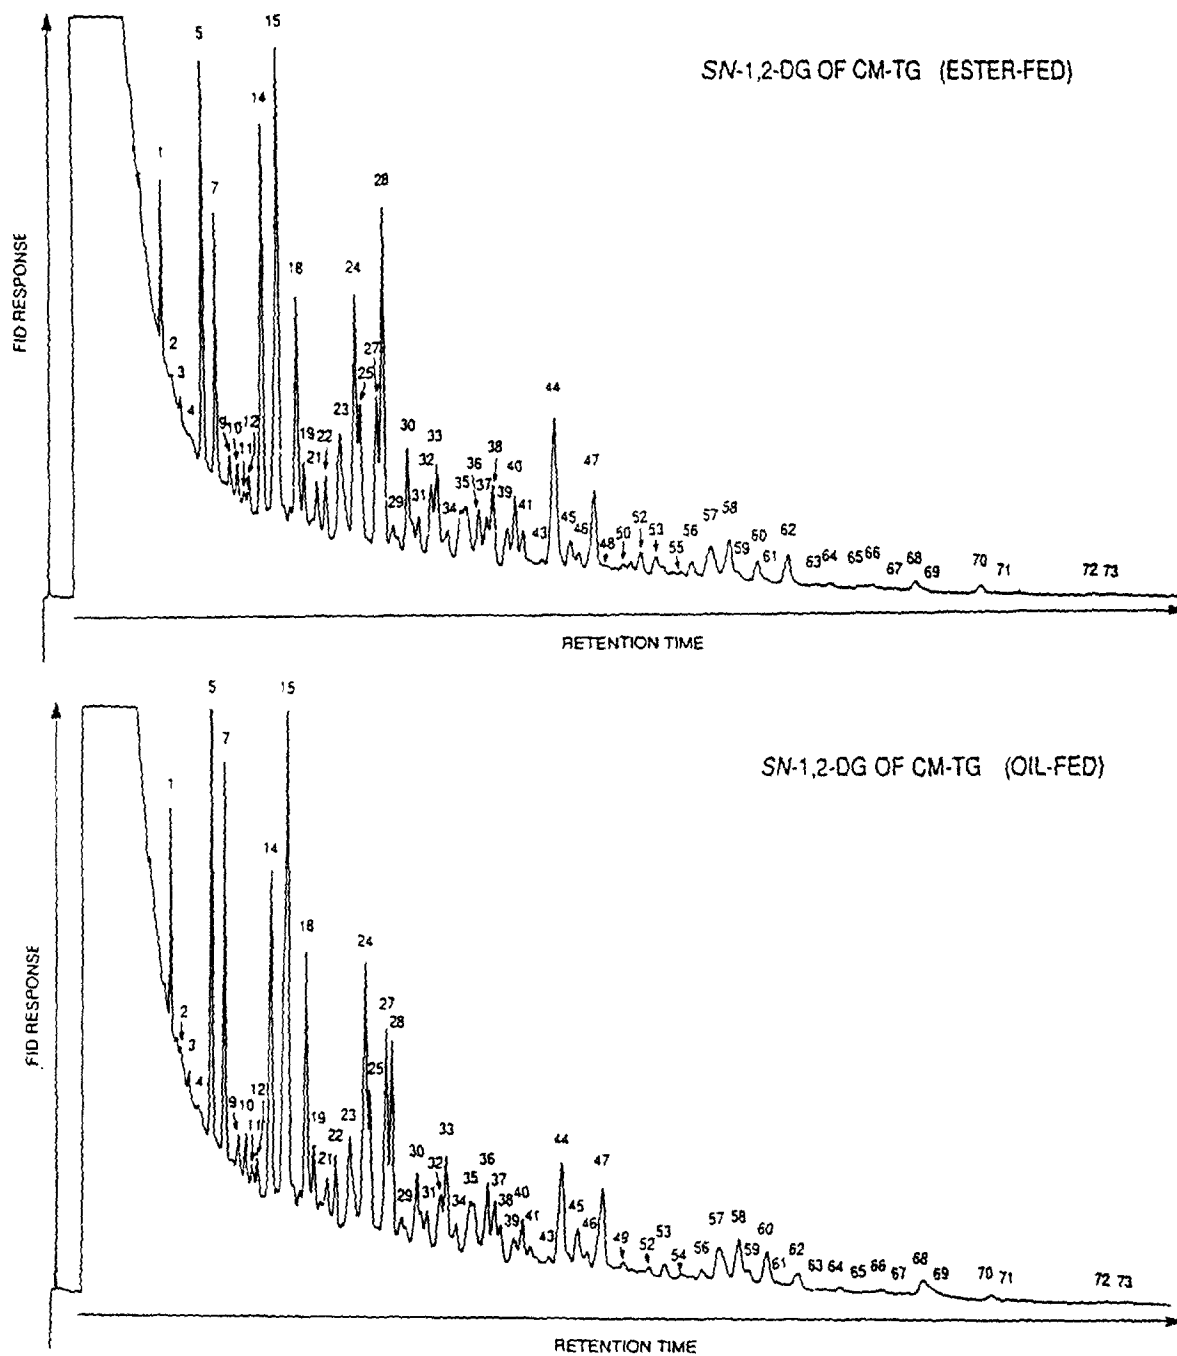 SN-1,2-DG OF CM-TG (ESTER-FED)
FID RESPONSE
1 2 3 4 5 7 9 10 11 12 14 15 18 19 21 22 23 24 25 27 28 29 30 31 32 33 34 35 36 37 38 39 40 41 43 44 45 46 47 48 50 52 53 55 56 57 58 59 60 61 62 63 64 65 66 67 68 69 70 71 72 73
RETENTION TIME
SN-1,2-DG OF CM-TG (OIL-FED)
FID RESPONSE
1 2 3 4 5 7 9 10 11 12 14 15 18 19 21 22 23 24 25 27 28 29 30 31 32 33 34 35 36 37 38 39 40 41 43 44 45 46 47 49 52 53 54 56 57 58 59 60 61 62 63 64 65 66 67 68 69 70 71 72 73
RETENTION TIME